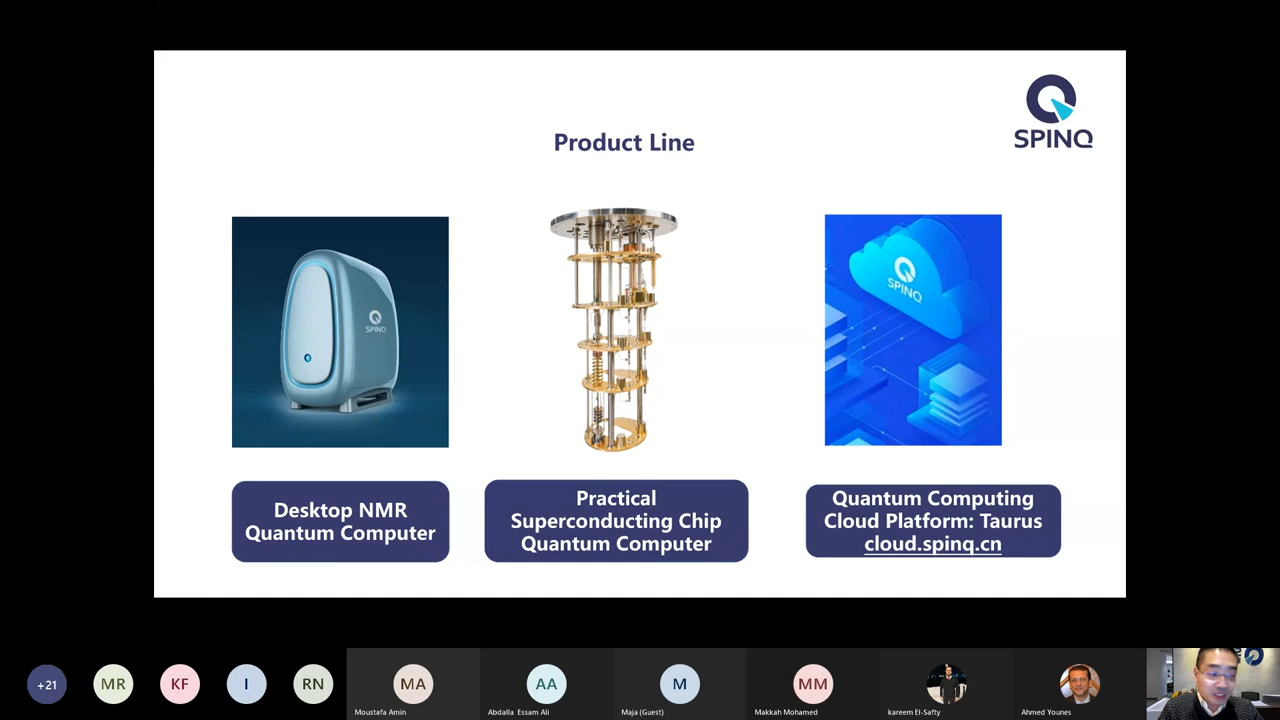 SPINQ
Product Line
SPINQ
SPINQ
Desktop NMR
Quantum Computer
Practical
Superconducting Chip
Quantum Computer
Quantum Computing
Cloud Platform: Taurus
cloud.spinq.cn
+21
MR
KF
I
RN
MA
AA
M
MM
Moustafa Amin
Abdalla Essam Ali
Maja (Guest)
Makkah Mohamed
kareem El-Safty
Ahmed Younes